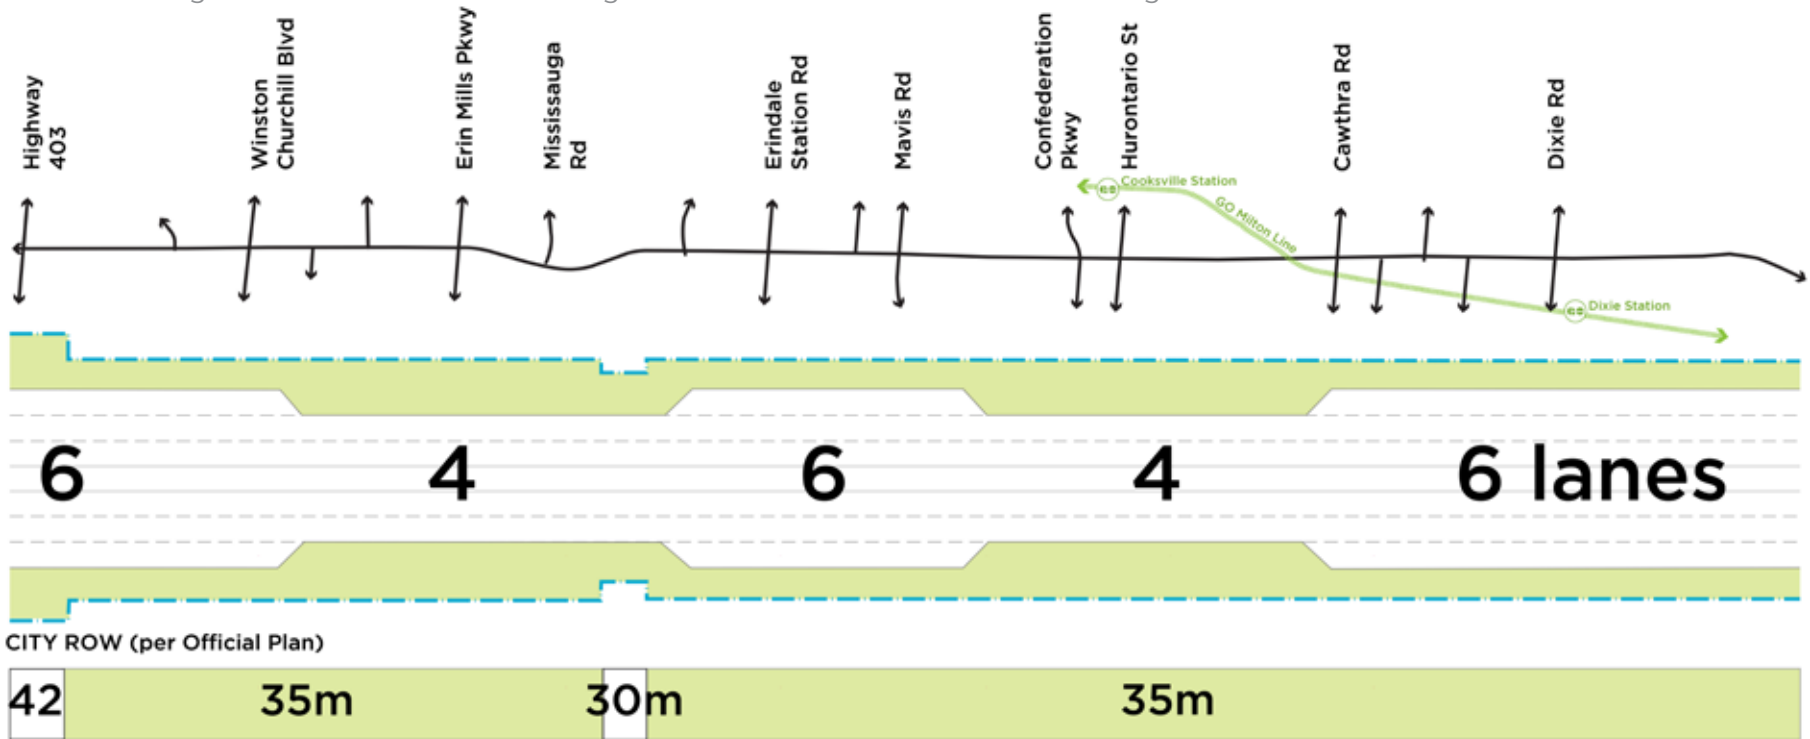 Highway
403
Winston
Churchill Blvd
Erin Mills Pkwy
Mississauga
Rd
Erindale
Station Rd
Mavis Rd
Confederation
Pkwy
Hurontario St
Cawthra Rd
Dixie Rd
Cooksville Station
GO Milton Line
Dixie Station
6 4 6 4 6 lanes
CITY ROW (per Official Plan)
42 35m 30m 35m